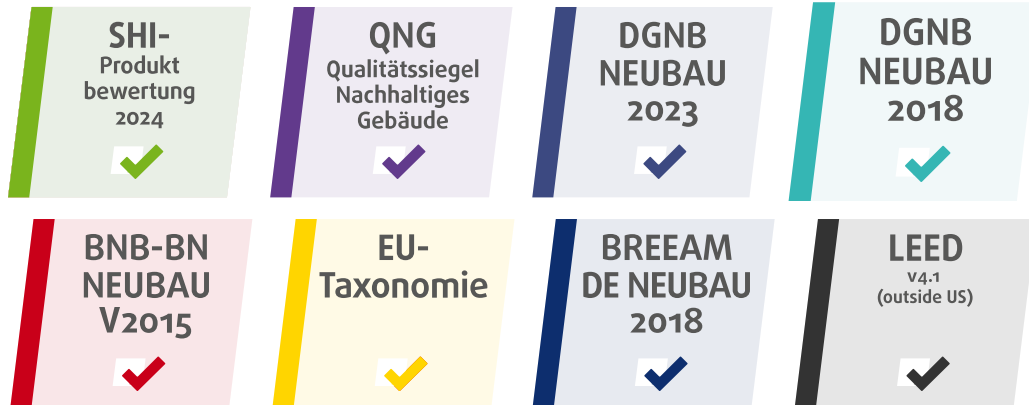 SHI-
Produkt
bewertung
2024
QNG
Qualitätssiegel
Nachhaltiges
Gebäude
DGNB
NEUBAU
2023
DGNB
NEUBAU
2018
BNB-BN
NEUBAU
V2015
EU-
Taxonomie
BREEAM
DE NEUBAU
2018
LEED
v4.1
(outside US)